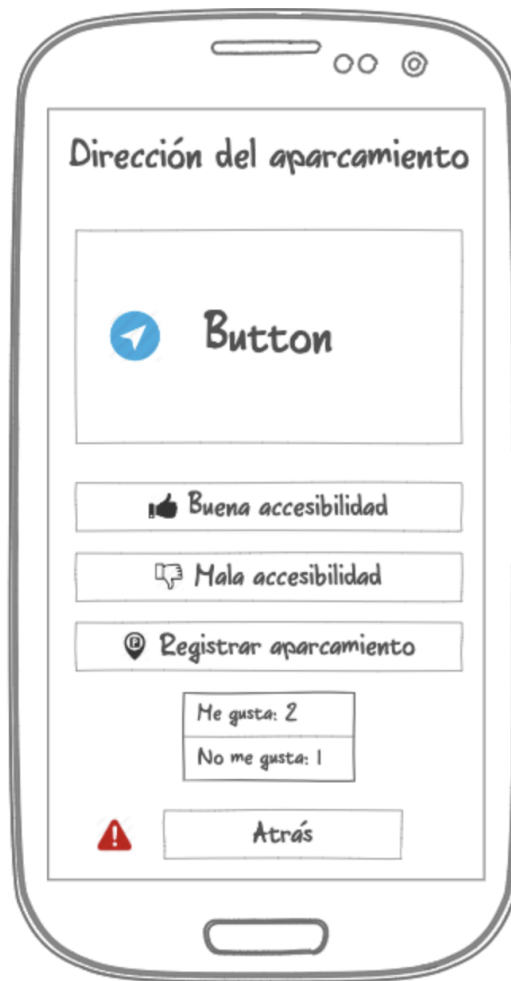 Dirección del aparcamiento
Button
Buena accesibilidad
Mala accesibilidad
Registrar aparcamiento
Me gusta: 2
No me gusta: 1
Atrás